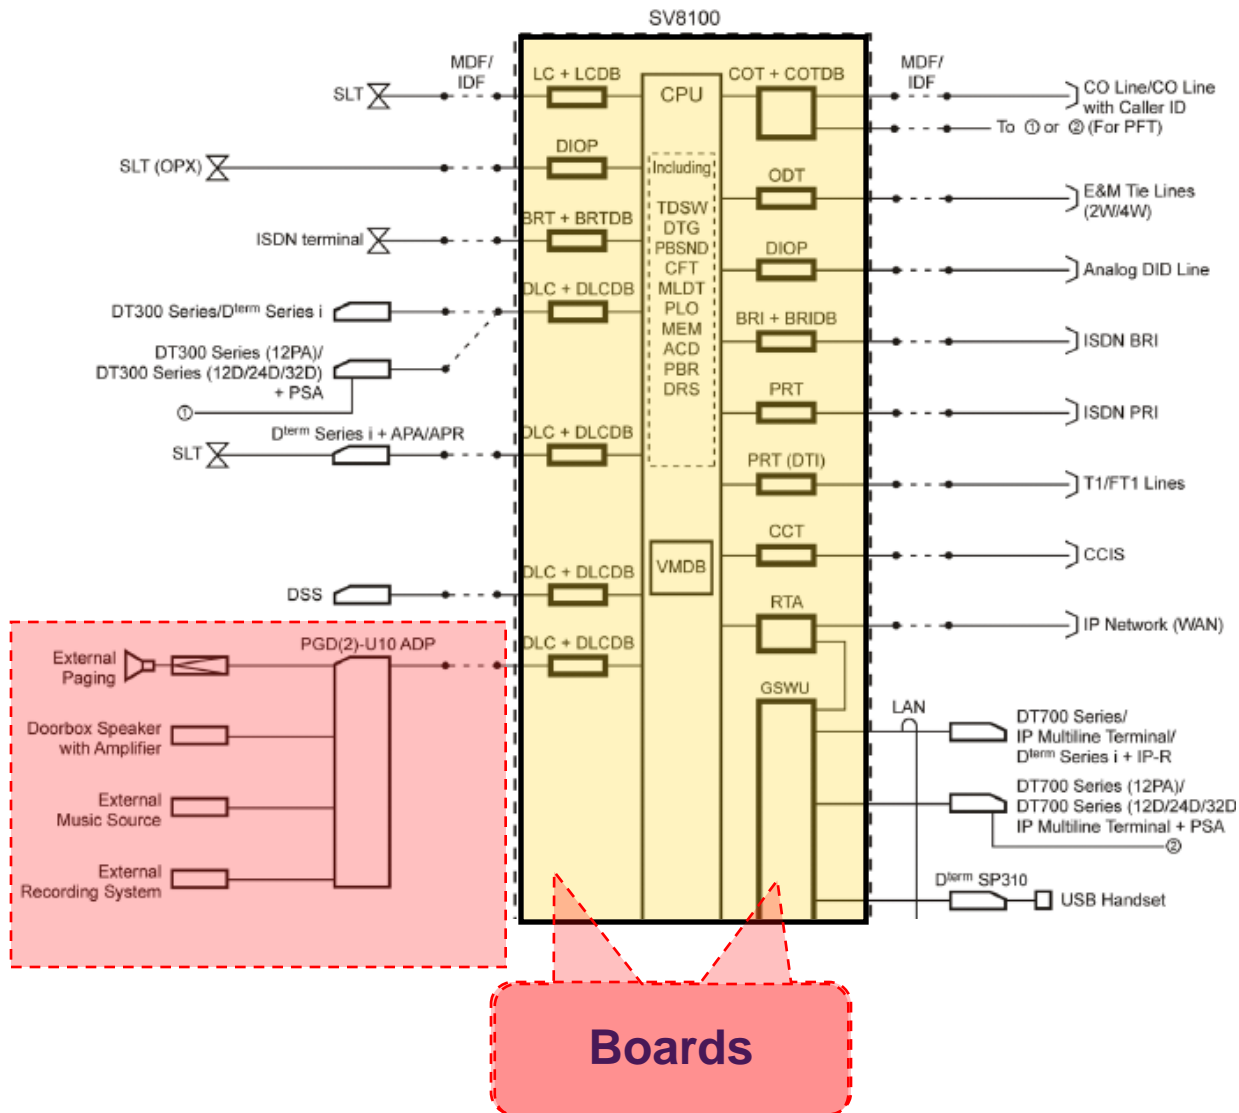 SV8100
MDF/
IDF
SLT
LC + LCDB
SLT (OPX)
DIOP
ISDN terminal
BRT + BRTDB
DT300 Series/Dterm Series i
DLC + DLCDB
DT300 Series (12PA)/
DT300 Series (12D/24D/32D)
+ PSA
①
Dterm Series i + APA/APR
SLT
DLC + DLCDB
DSS
DLC + DLCDB
PGD(2)-U10 ADP
DLC + DLCDB
External
Paging
Doorbox Speaker
with Amplifier
External
Music Source
External
Recording System
CPU
Including
TDSW
DTG
PBSND
CFT
MLDT
PLO
MEM
ACD
PBR
DRS
VMDB
COT + COTDB
MDF/
IDF
CO Line/CO Line
with Caller ID
To ① or ② (For PFT)
ODT
E&M Tie Lines
(2W/4W)
DIOP
Analog DID Line
BRI + BRIDB
ISDN BRI
PRT
ISDN PRI
PRT (DTI)
T1/FT1 Lines
CCT
CCIS
RTA
IP Network (WAN)
GSWU
LAN
DT700 Series/
IP Multiline Terminal/
Dterm Series i + IP-R
DT700 Series (12PA)/
DT700 Series (12D/24D/32D
IP Multiline Terminal + PSA
②
Dterm SP310
USB Handset
Boards